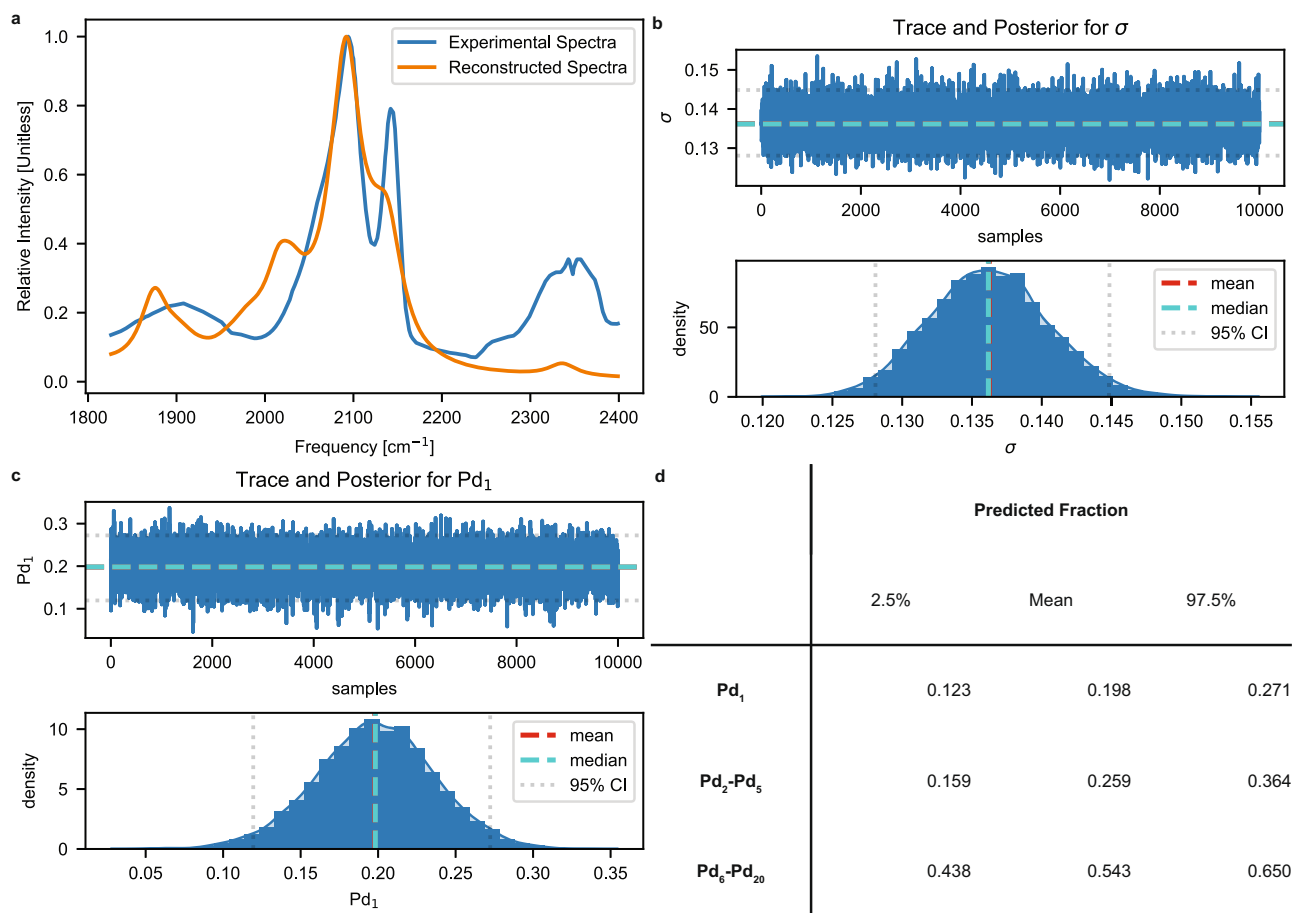 a
Experimental Spectra
Reconstructed Spectra
Relative Intensity [Unitless]
1.0
0.8
0.6
0.4
0.2
0.0
1800 1900 2000 2100 2200 2300 2400
Frequency [cm⁻¹]
b
Trace and Posterior for σ
σ
0.15
0.14
0.13
0 2000 4000 6000 8000 10000
samples
density
50
0
mean
median
95% CI
0.120 0.125 0.130 0.135 0.140 0.145 0.150 0.155
σ
c
Trace and Posterior for Pd₁
Pd₁
0.3
0.2
0.1
0 2000 4000 6000 8000 10000
samples
density
10
5
0
mean
median
95% CI
0.05 0.10 0.15 0.20 0.25 0.30 0.35
Pd₁
d
Predicted Fraction
2.5% Mean 97.5%
Pd₁ 0.123 0.198 0.271
Pd₂-Pd₅ 0.159 0.259 0.364
Pd₆-Pd₂₀ 0.438 0.543 0.650